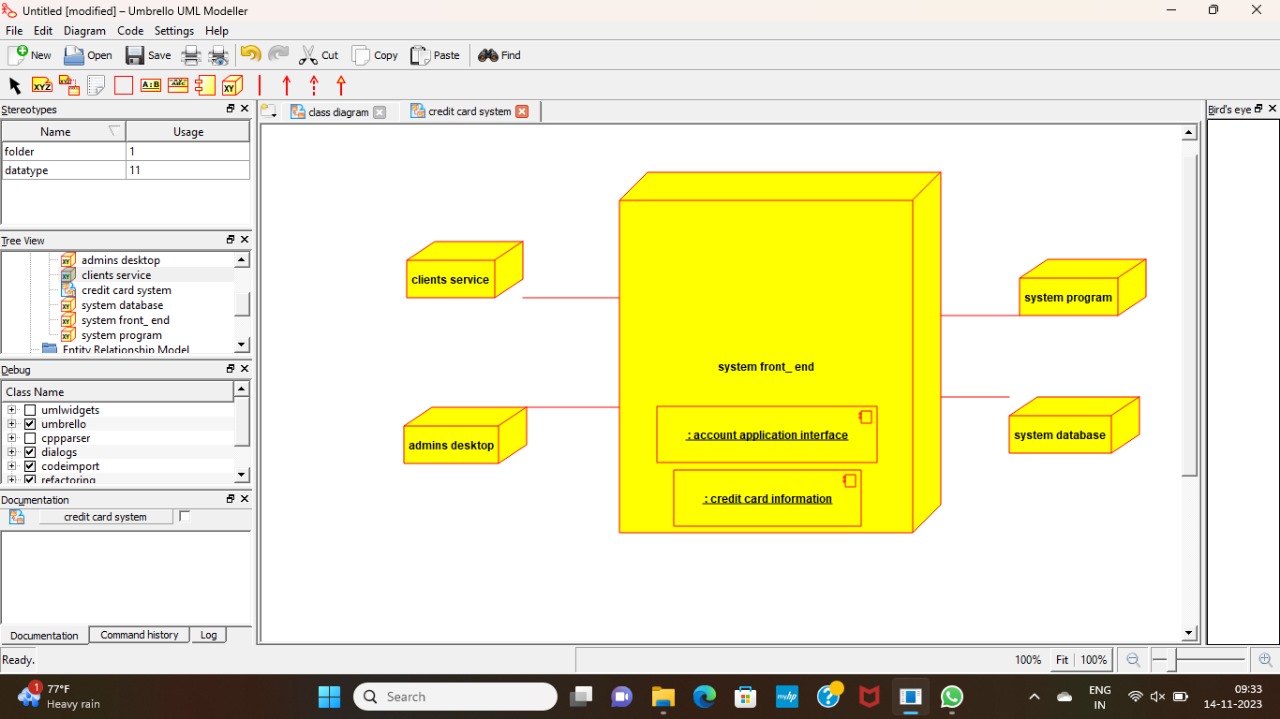 Untitled [modified] – Umbrello UML Modeller
File Edit Diagram Code Settings Help
New Open Save Cut Copy Paste Find
XYZ A:B ABC XY
Stereotypes
Name Usage
folder 1
datatype 11
Tree View
admins desktop
clients service
credit card system
system database
system front_ end
system program
Entity Relationship Model
Debug
Class Name
umlwidgets
umbrello
cppparser
dialogs
codeimport
refactoring
Documentation
credit card system
Documentation Command history Log
class diagram credit card system
clients service
admins desktop
system front_ end
: account application interface
: credit card information
system program
system database
Bird's eye
Ready.
100% Fit 100%
1
77°F
Heavy rain
Search
myhp
ENG
IN
09:33
14-11-2023